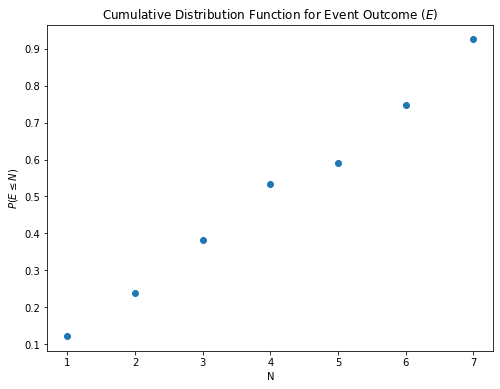 Cumulative Distribution Function for Event Outcome (E)
P(E ≤ N)
0.9
0.8
0.7
0.6
0.5
0.4
0.3
0.2
0.1
1 2 3 4 5 6 7
N